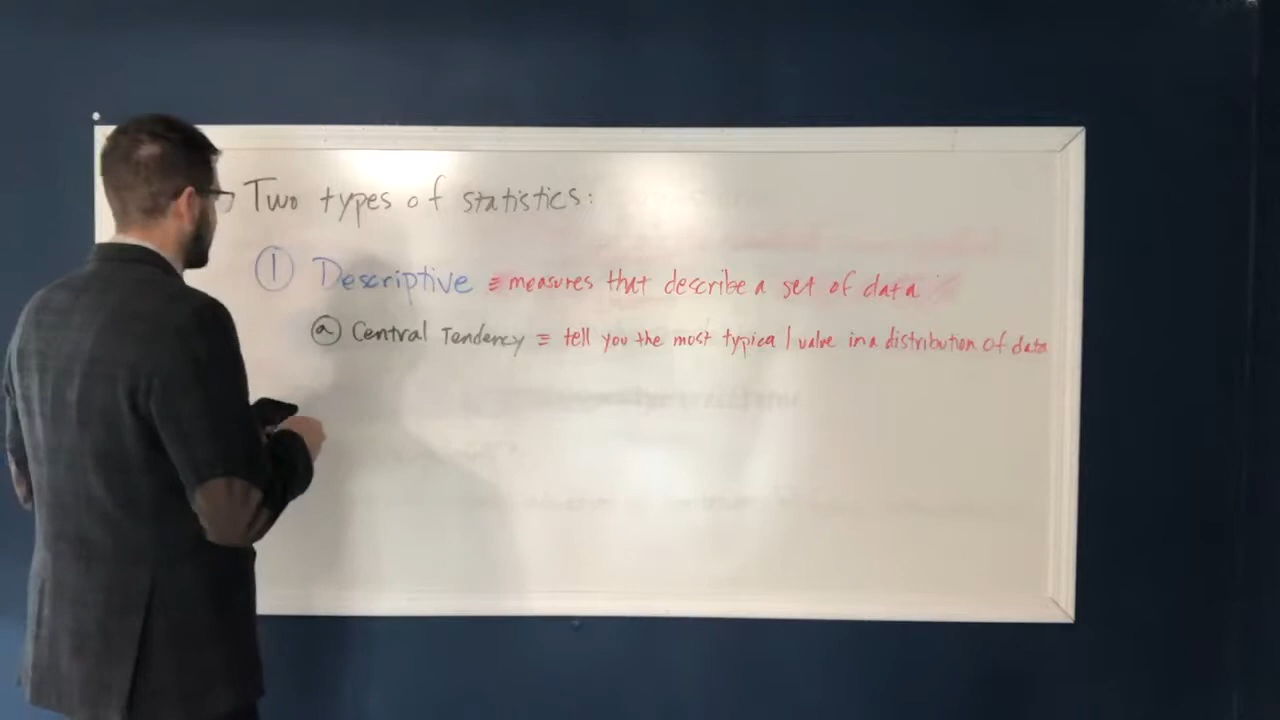 Two types of statistics:
① Descriptive ≡ measures that describe a set of data
ⓐ Central Tendency ≡ tell you the most typical value in a distribution of data